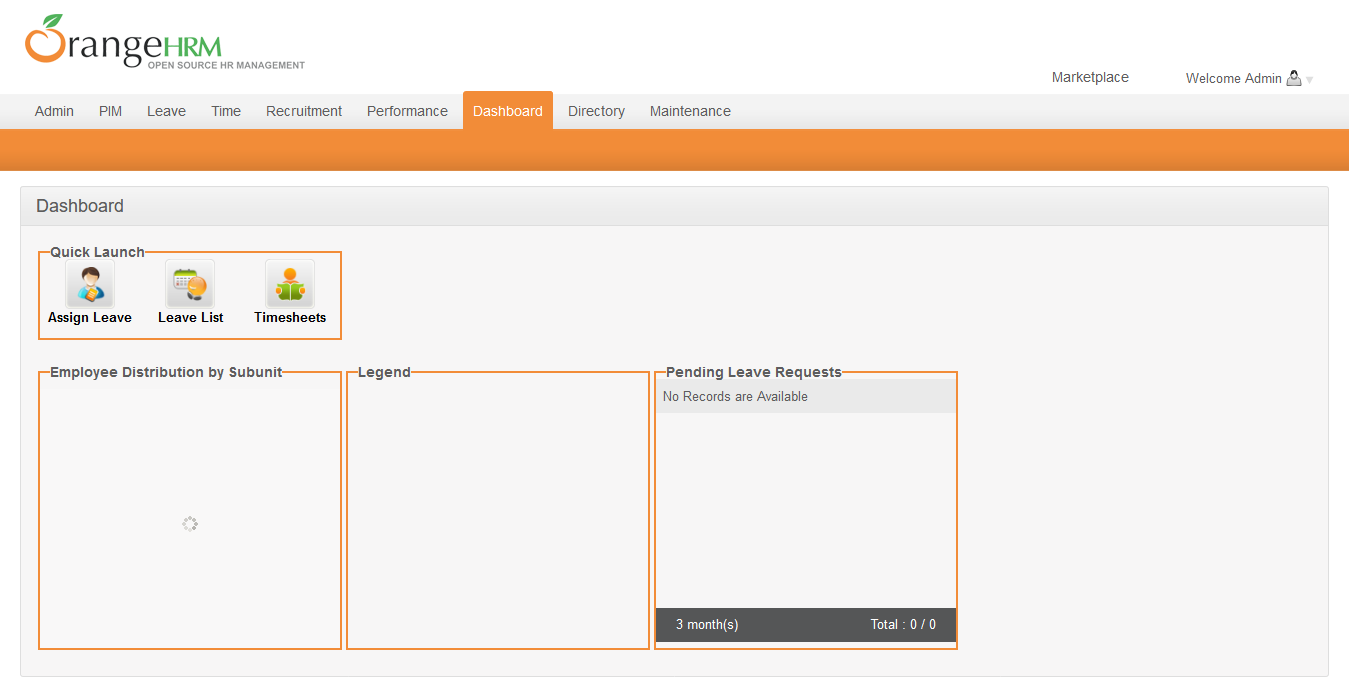 OrangeHRM
OPEN SOURCE HR MANAGEMENT
Marketplace Welcome Admin
Admin PIM Leave Time Recruitment Performance Dashboard Directory Maintenance
Dashboard
Quick Launch
Assign Leave Leave List Timesheets
Employee Distribution by Subunit Legend Pending Leave Requests
No Records are Available
3 month(s) Total : 0 / 0